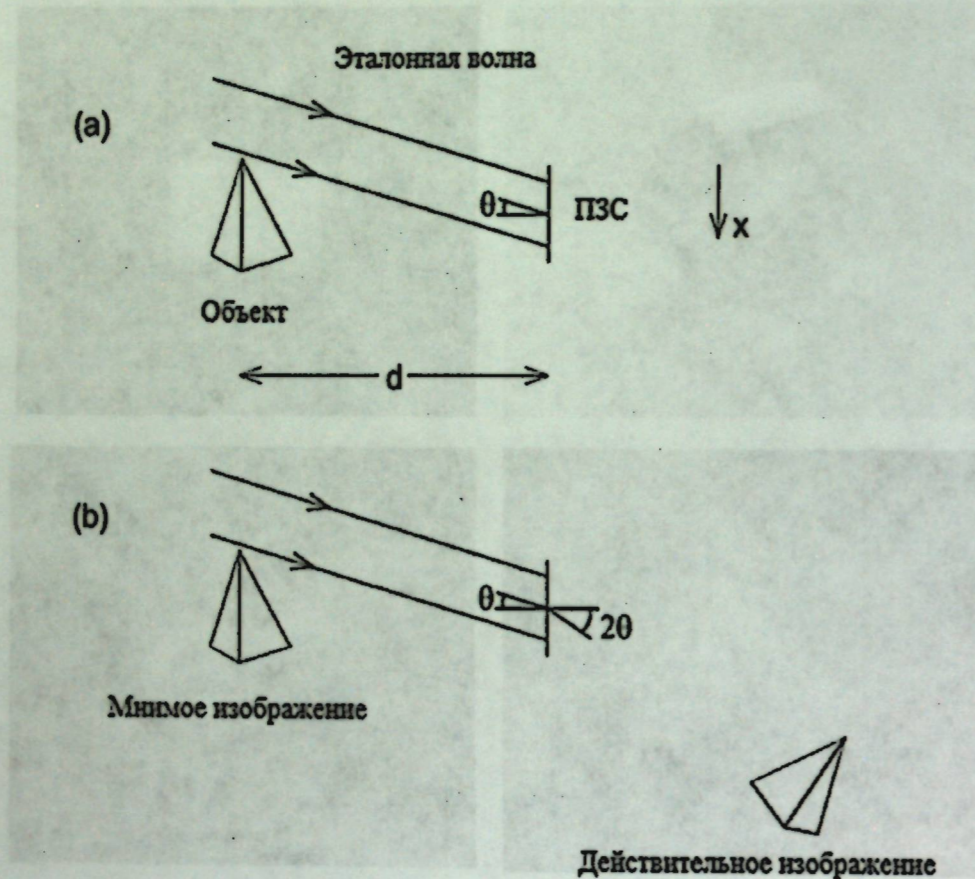 Эталонная волна
(a)
θ
ПЗС
x
Объект
d
(b)
θ
2θ
Мнимое изображение
Действительное изображение